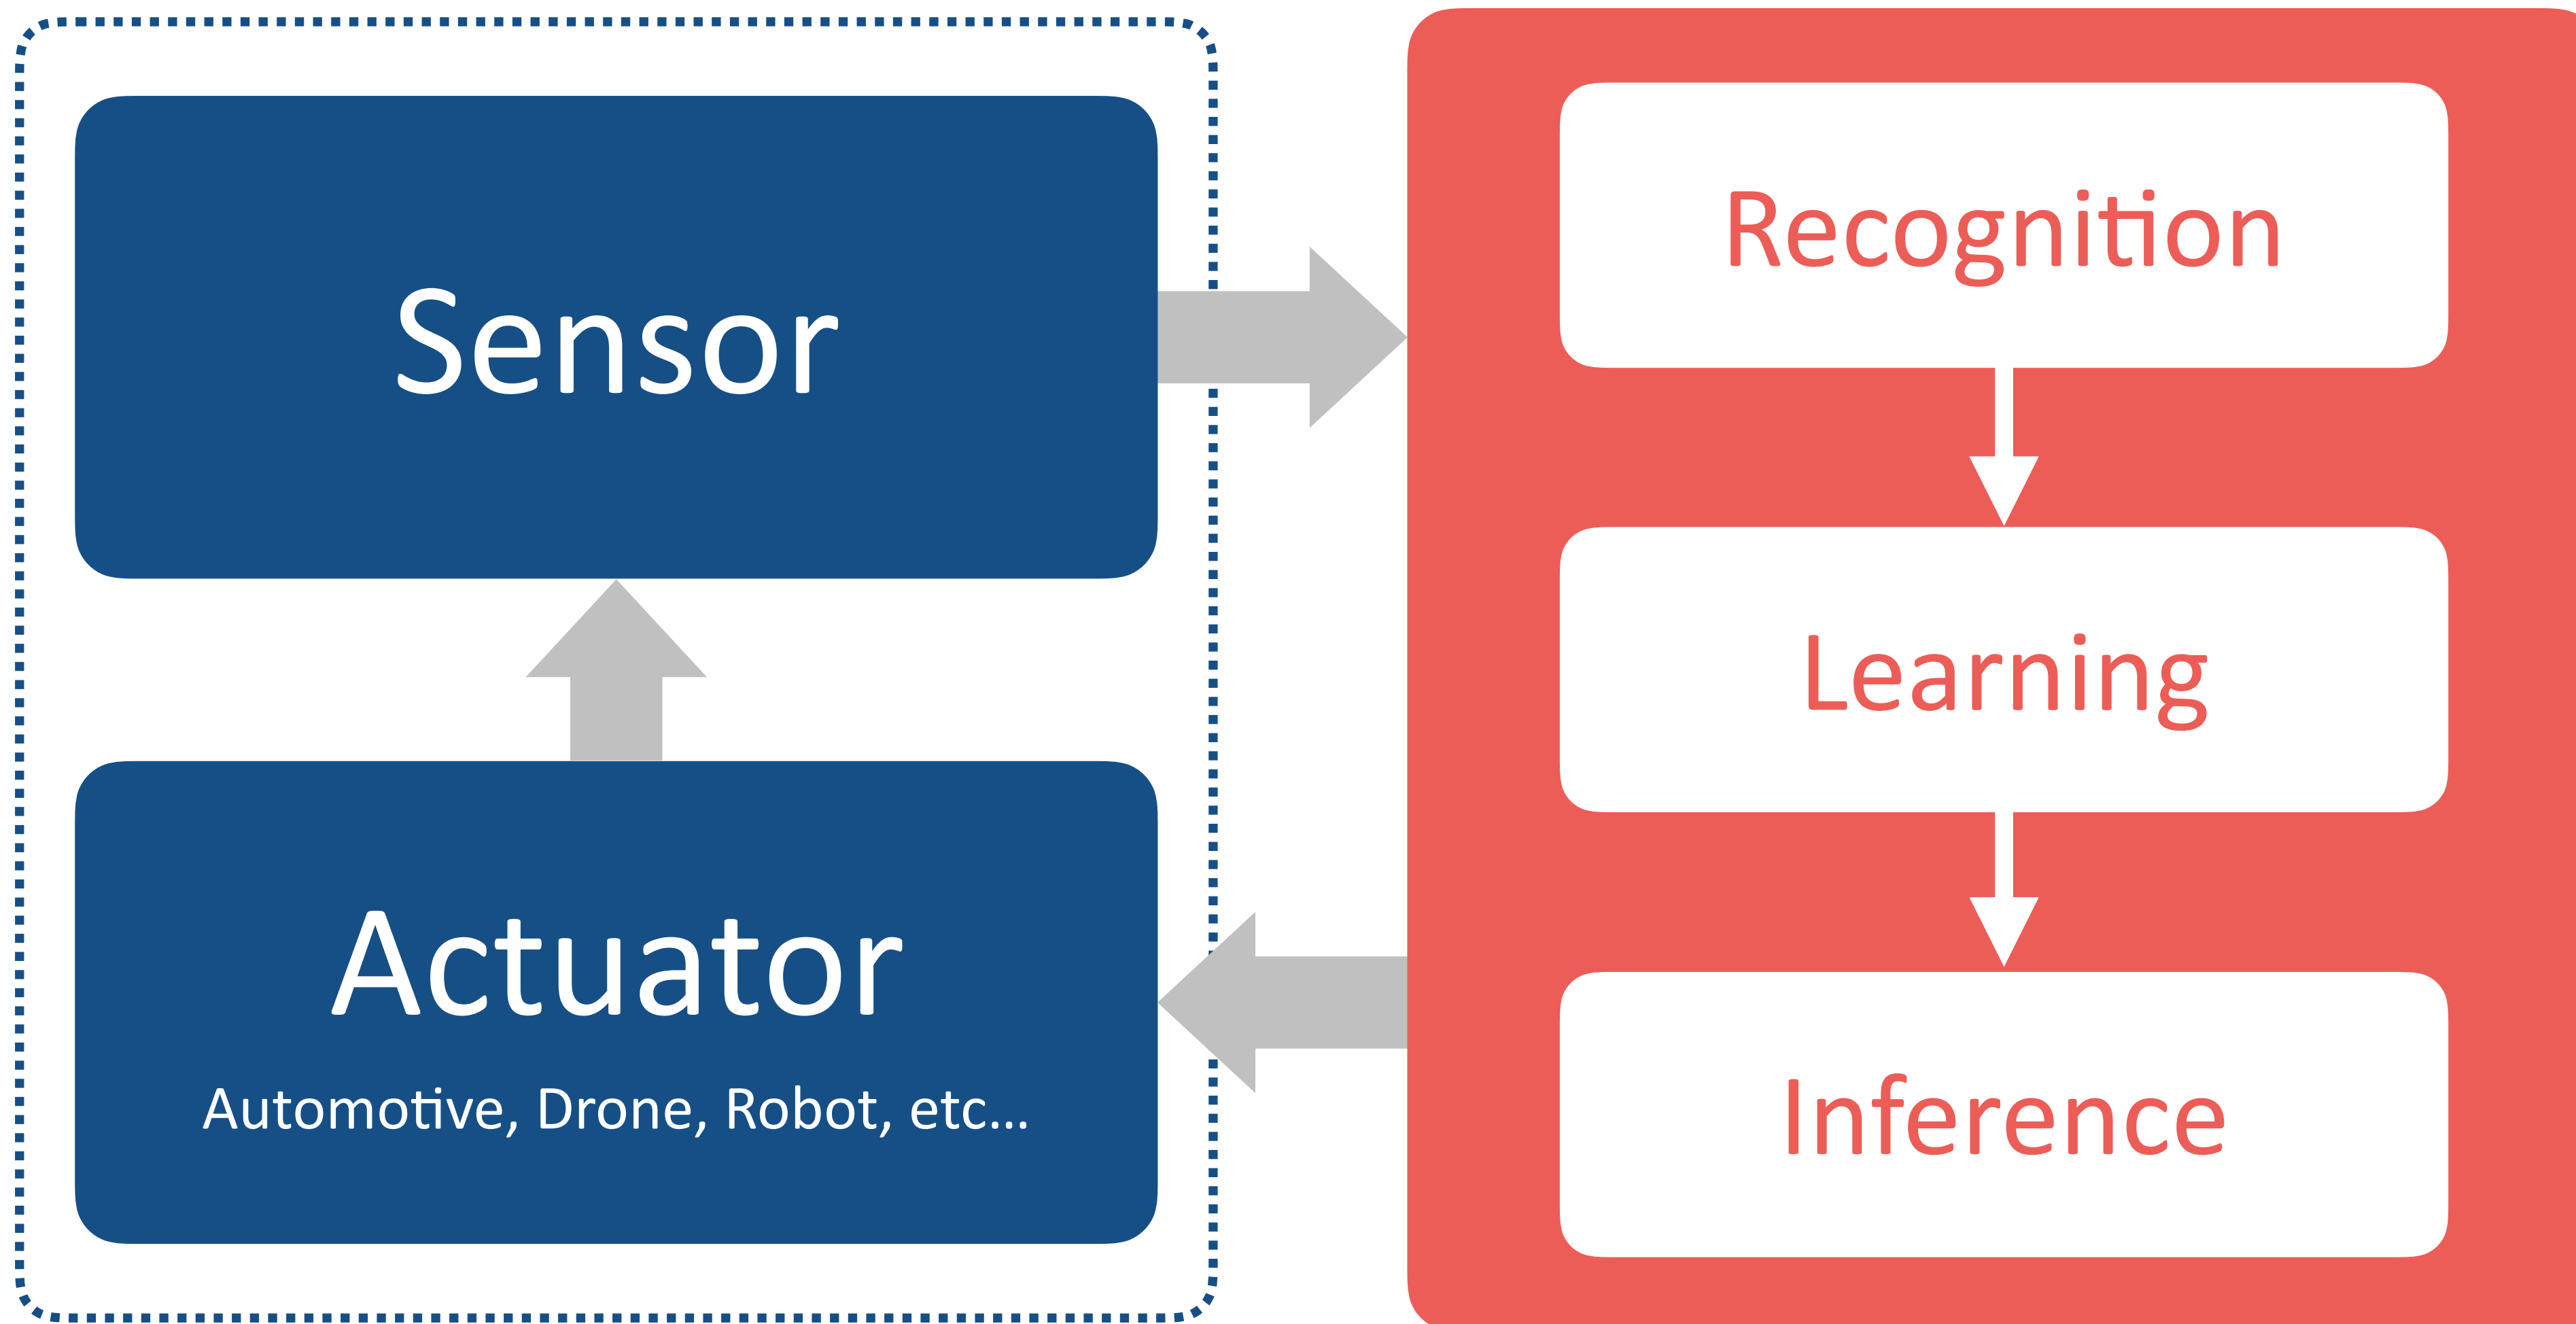 Sensor
Actuator
Automotive, Drone, Robot, etc...
Recognition
Learning
Inference